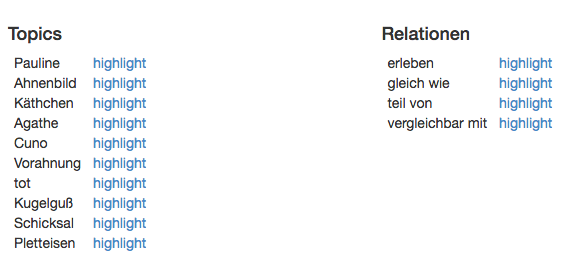 Topics
Pauline highlight
Ahnenbild highlight
Käthchen highlight
Agathe highlight
Cuno highlight
Vorahnung highlight
tot highlight
Kugelguß highlight
Schicksal highlight
Pletteisen highlight
Relationen
erleben highlight
gleich wie highlight
teil von highlight
vergleichbar mit highlight